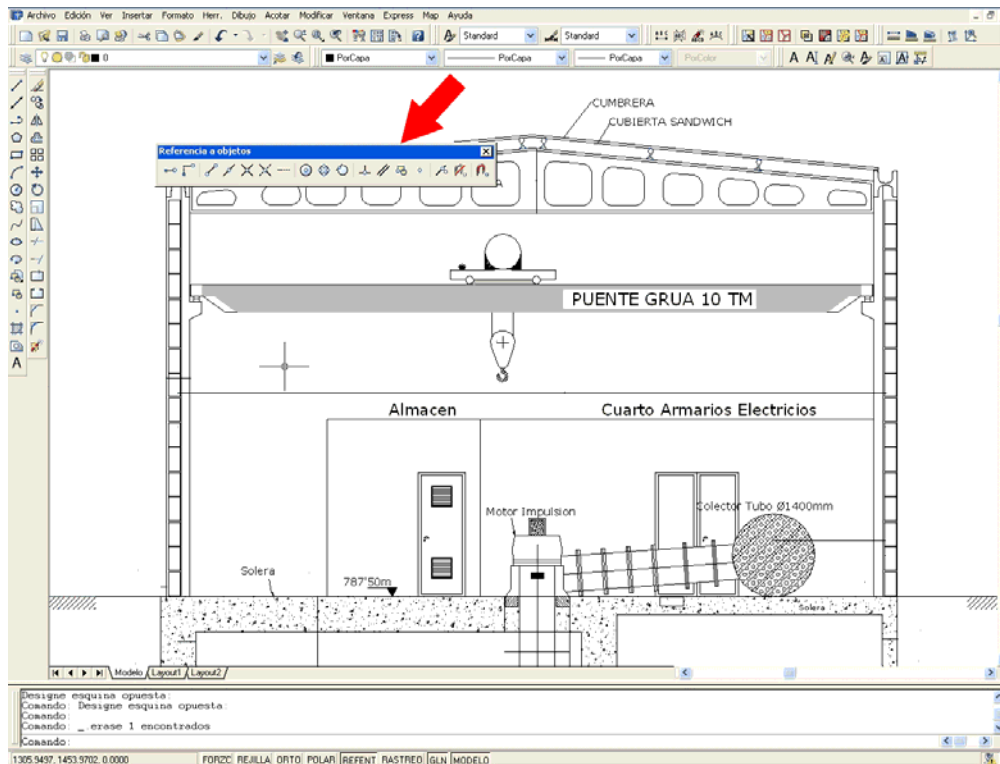 Archivo Edición Ver Insertar Formato Herr. Dibujo Acotar Modificar Ventana Express Map Ayuda
Standard Standard
0 PorCapa PorCapa PorCapa PorColor
CUMBRERA
CUBIERTA SANDWICH
Referencia a objetos
PUENTE GRUA 10 TM
Almacen Cuarto Armarios Electricios
Motor Impulsion Colector Tubo Ø1400mm
Solera
787'50m
Solera
Modelo Layout1 Layout2
Designe esquina opuesta:
Comando: Designe esquina opuesta:
Comando:
Comando: _.erase 1 encontrados
Comando:
1305.9497, 1453.9702, 0.0000 FORZC REJILLA ORTO POLAR REFENT RASTREO GLN MODELO